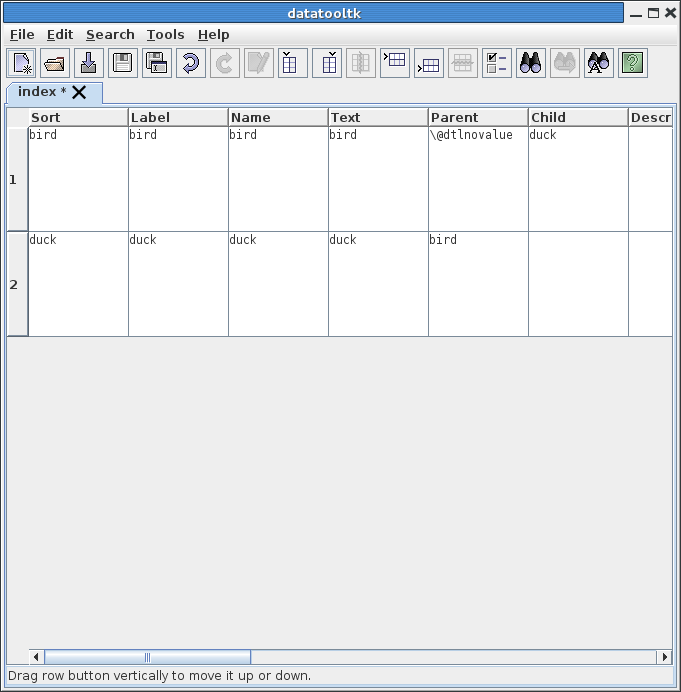 datatooltk
File Edit Search Tools Help
index *
Sort Label Name Text Parent Child Descr
1 bird bird bird bird \@dtlnovalue duck
2 duck duck duck duck bird
Drag row button vertically to move it up or down.